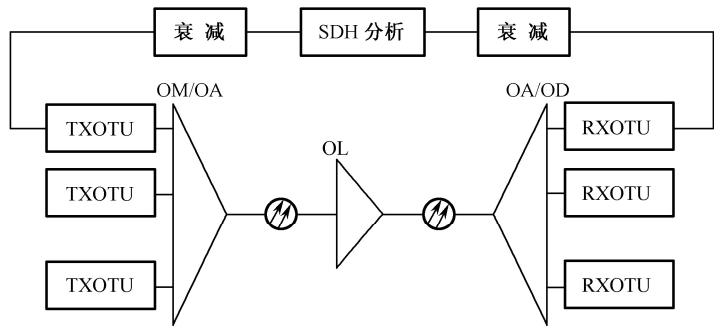 衰减
SDH 分析
衰减
OM/OA
OA/OD
TXOTU
RXOTU
OL
TXOTU
RXOTU
TXOTU
RXOTU